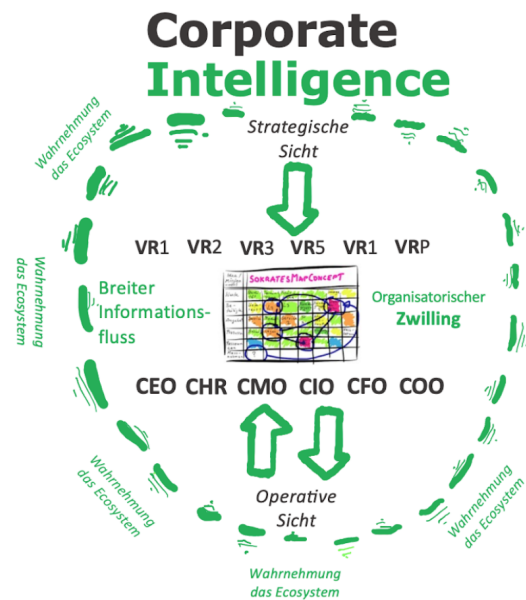 Corporate
Intelligence
Wahrnehmung
das Ecosystem
Strategische
Sicht
VR1 VR2 VR3 VR5 VR1 VRP
Wahrnehmung
das Ecosystem
Breiter
Informations-
fluss
SOKRATESMAPCONCEPT
Organisatorischer
Zwilling
CEO CHR CMO CIO CFO COO
Operative
Sicht
Wahrnehmung
das Ecosystem
Wahrnehmung
das Ecosystem
Wahrnehmung
das Ecosystem